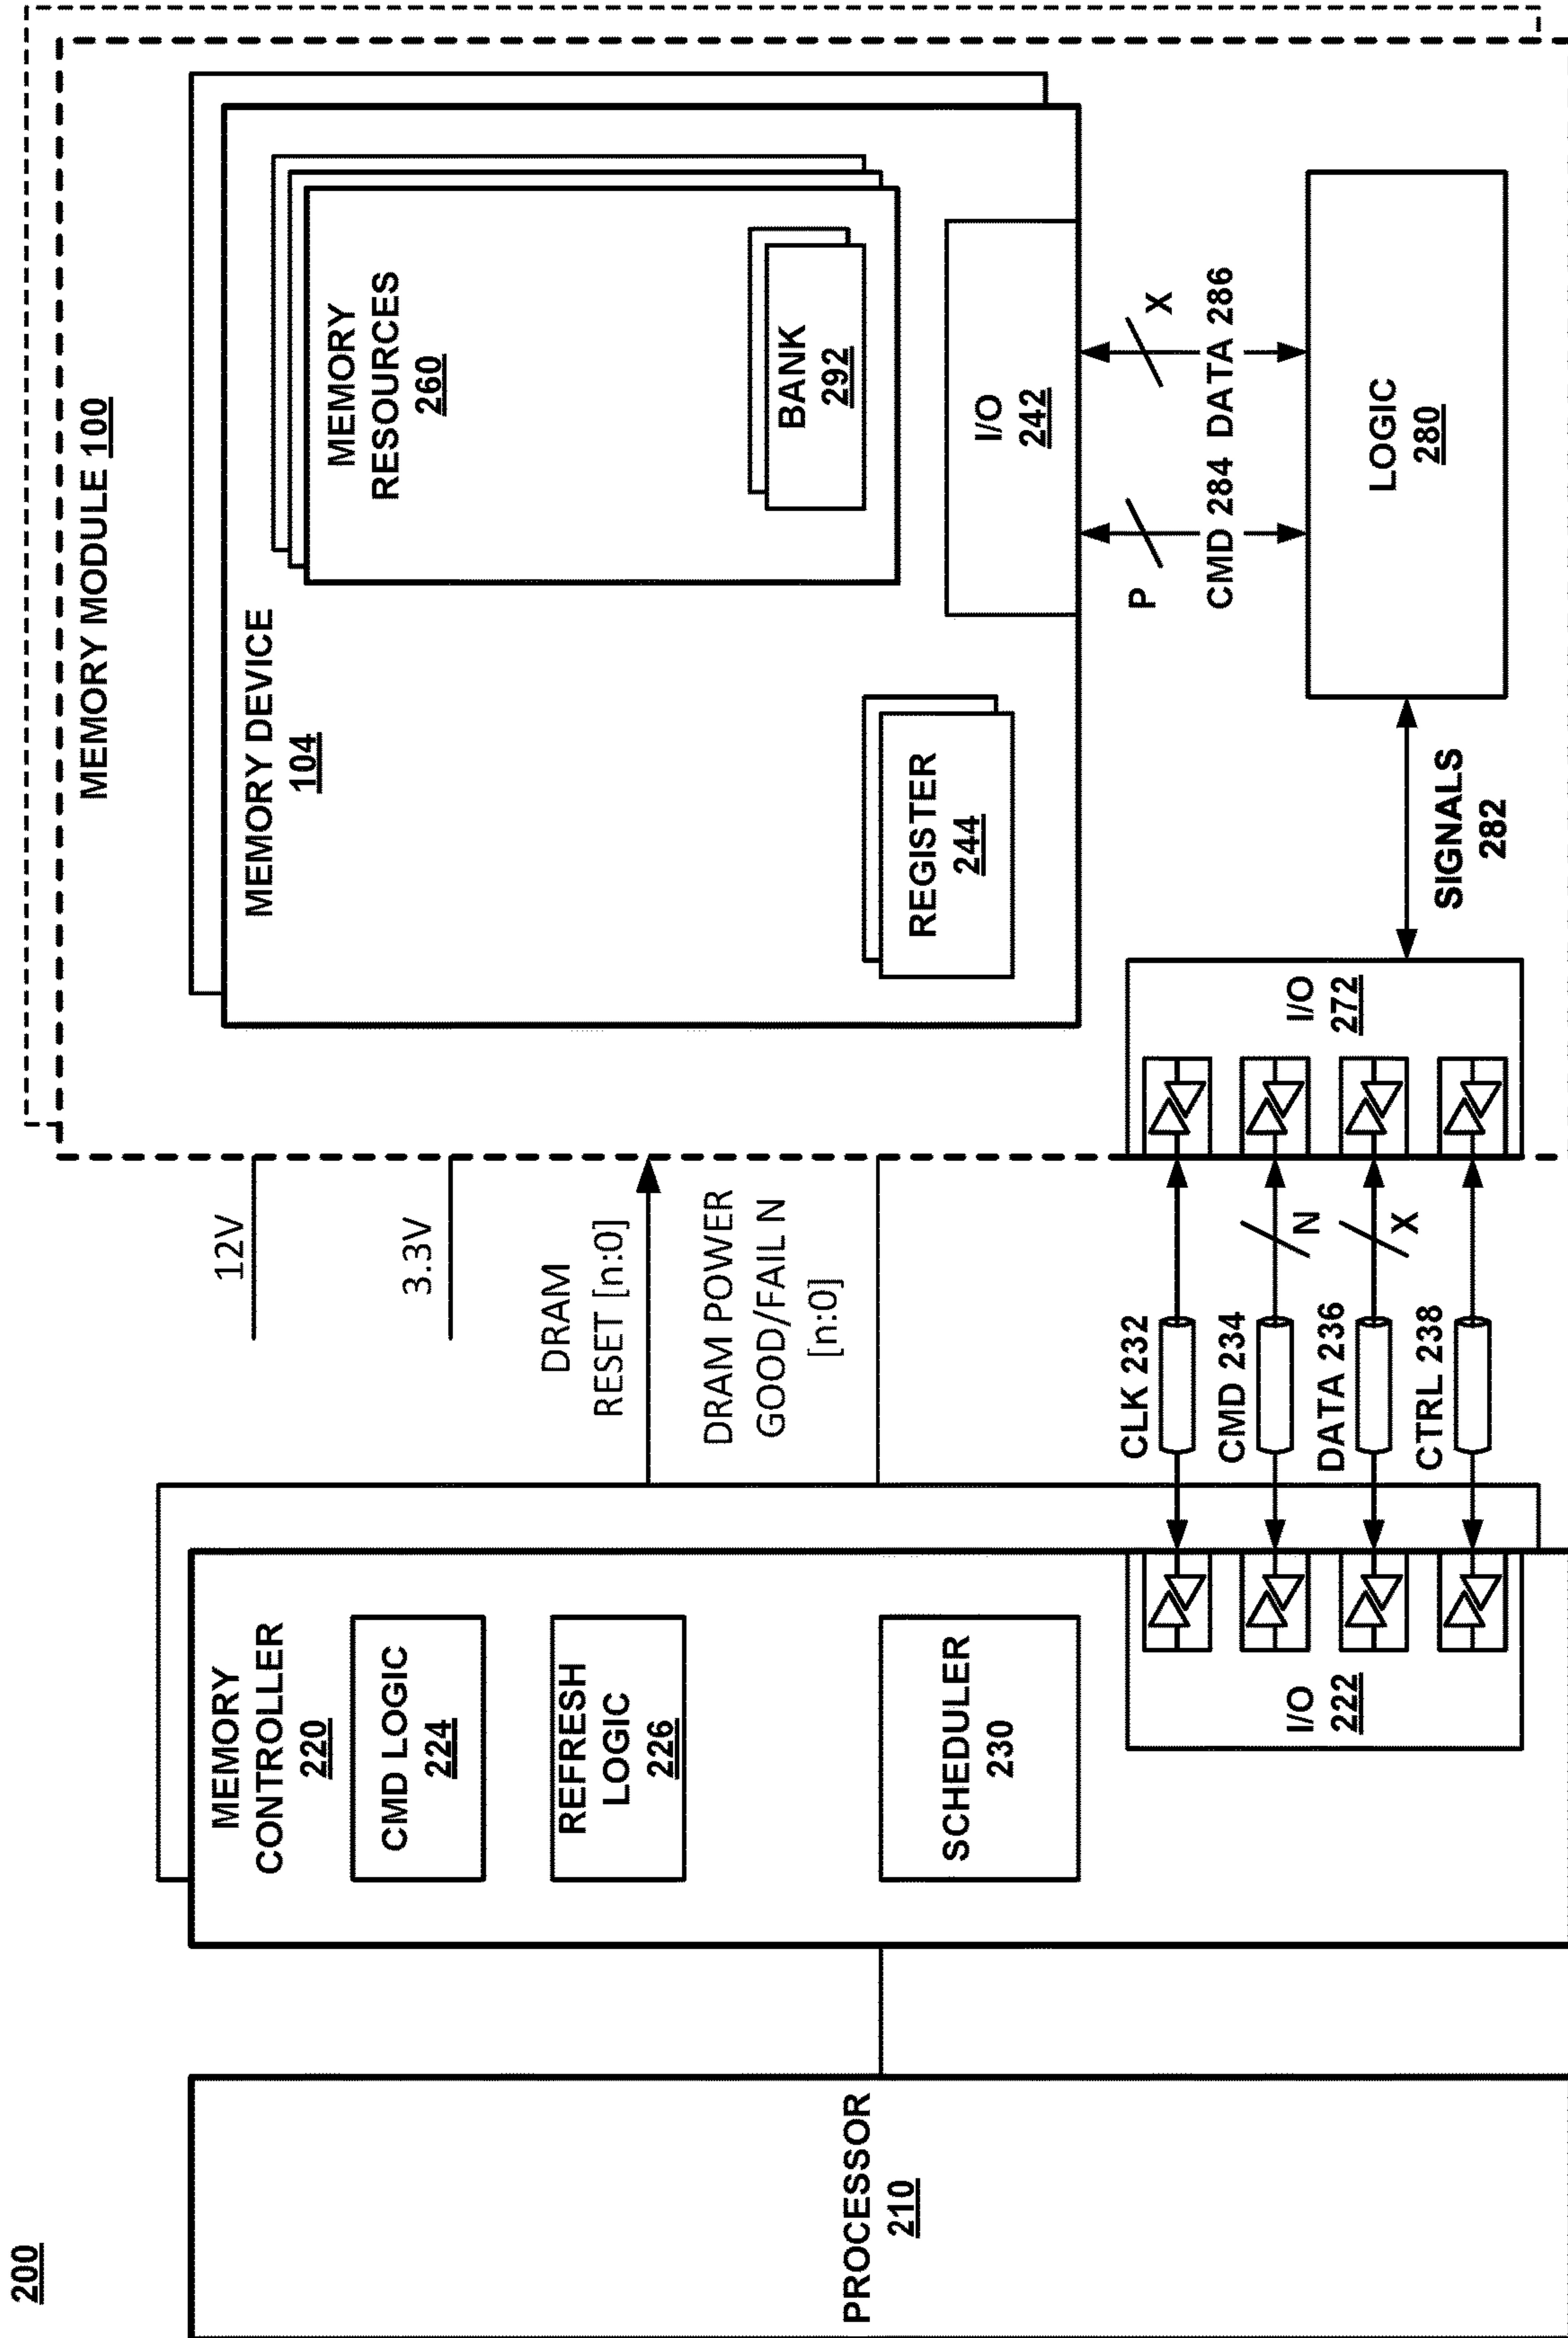 200
PROCESSOR
210
MEMORY
CONTROLLER
220
CMD LOGIC
224
REFRESH
LOGIC
226
SCHEDULER
230
I/O
222
12V
3.3V
DRAM
RESET [n:0]
DRAM POWER
GOOD/FAIL N
[n:0]
CLK 232
CMD 234
N
DATA 236
X
CTRL 238
MEMORY MODULE 100
MEMORY DEVICE
104
MEMORY
RESOURCES
260
BANK
292
REGISTER
244
I/O
242
P
X
CMD 284 DATA 286
I/O
272
SIGNALS
282
LOGIC
280